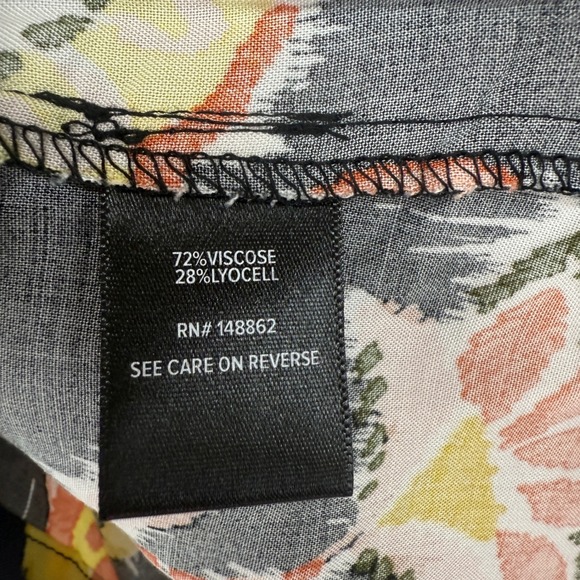 72%VISCOSE
28%LYOCELL
RN# 148862
SEE CARE ON REVERSE